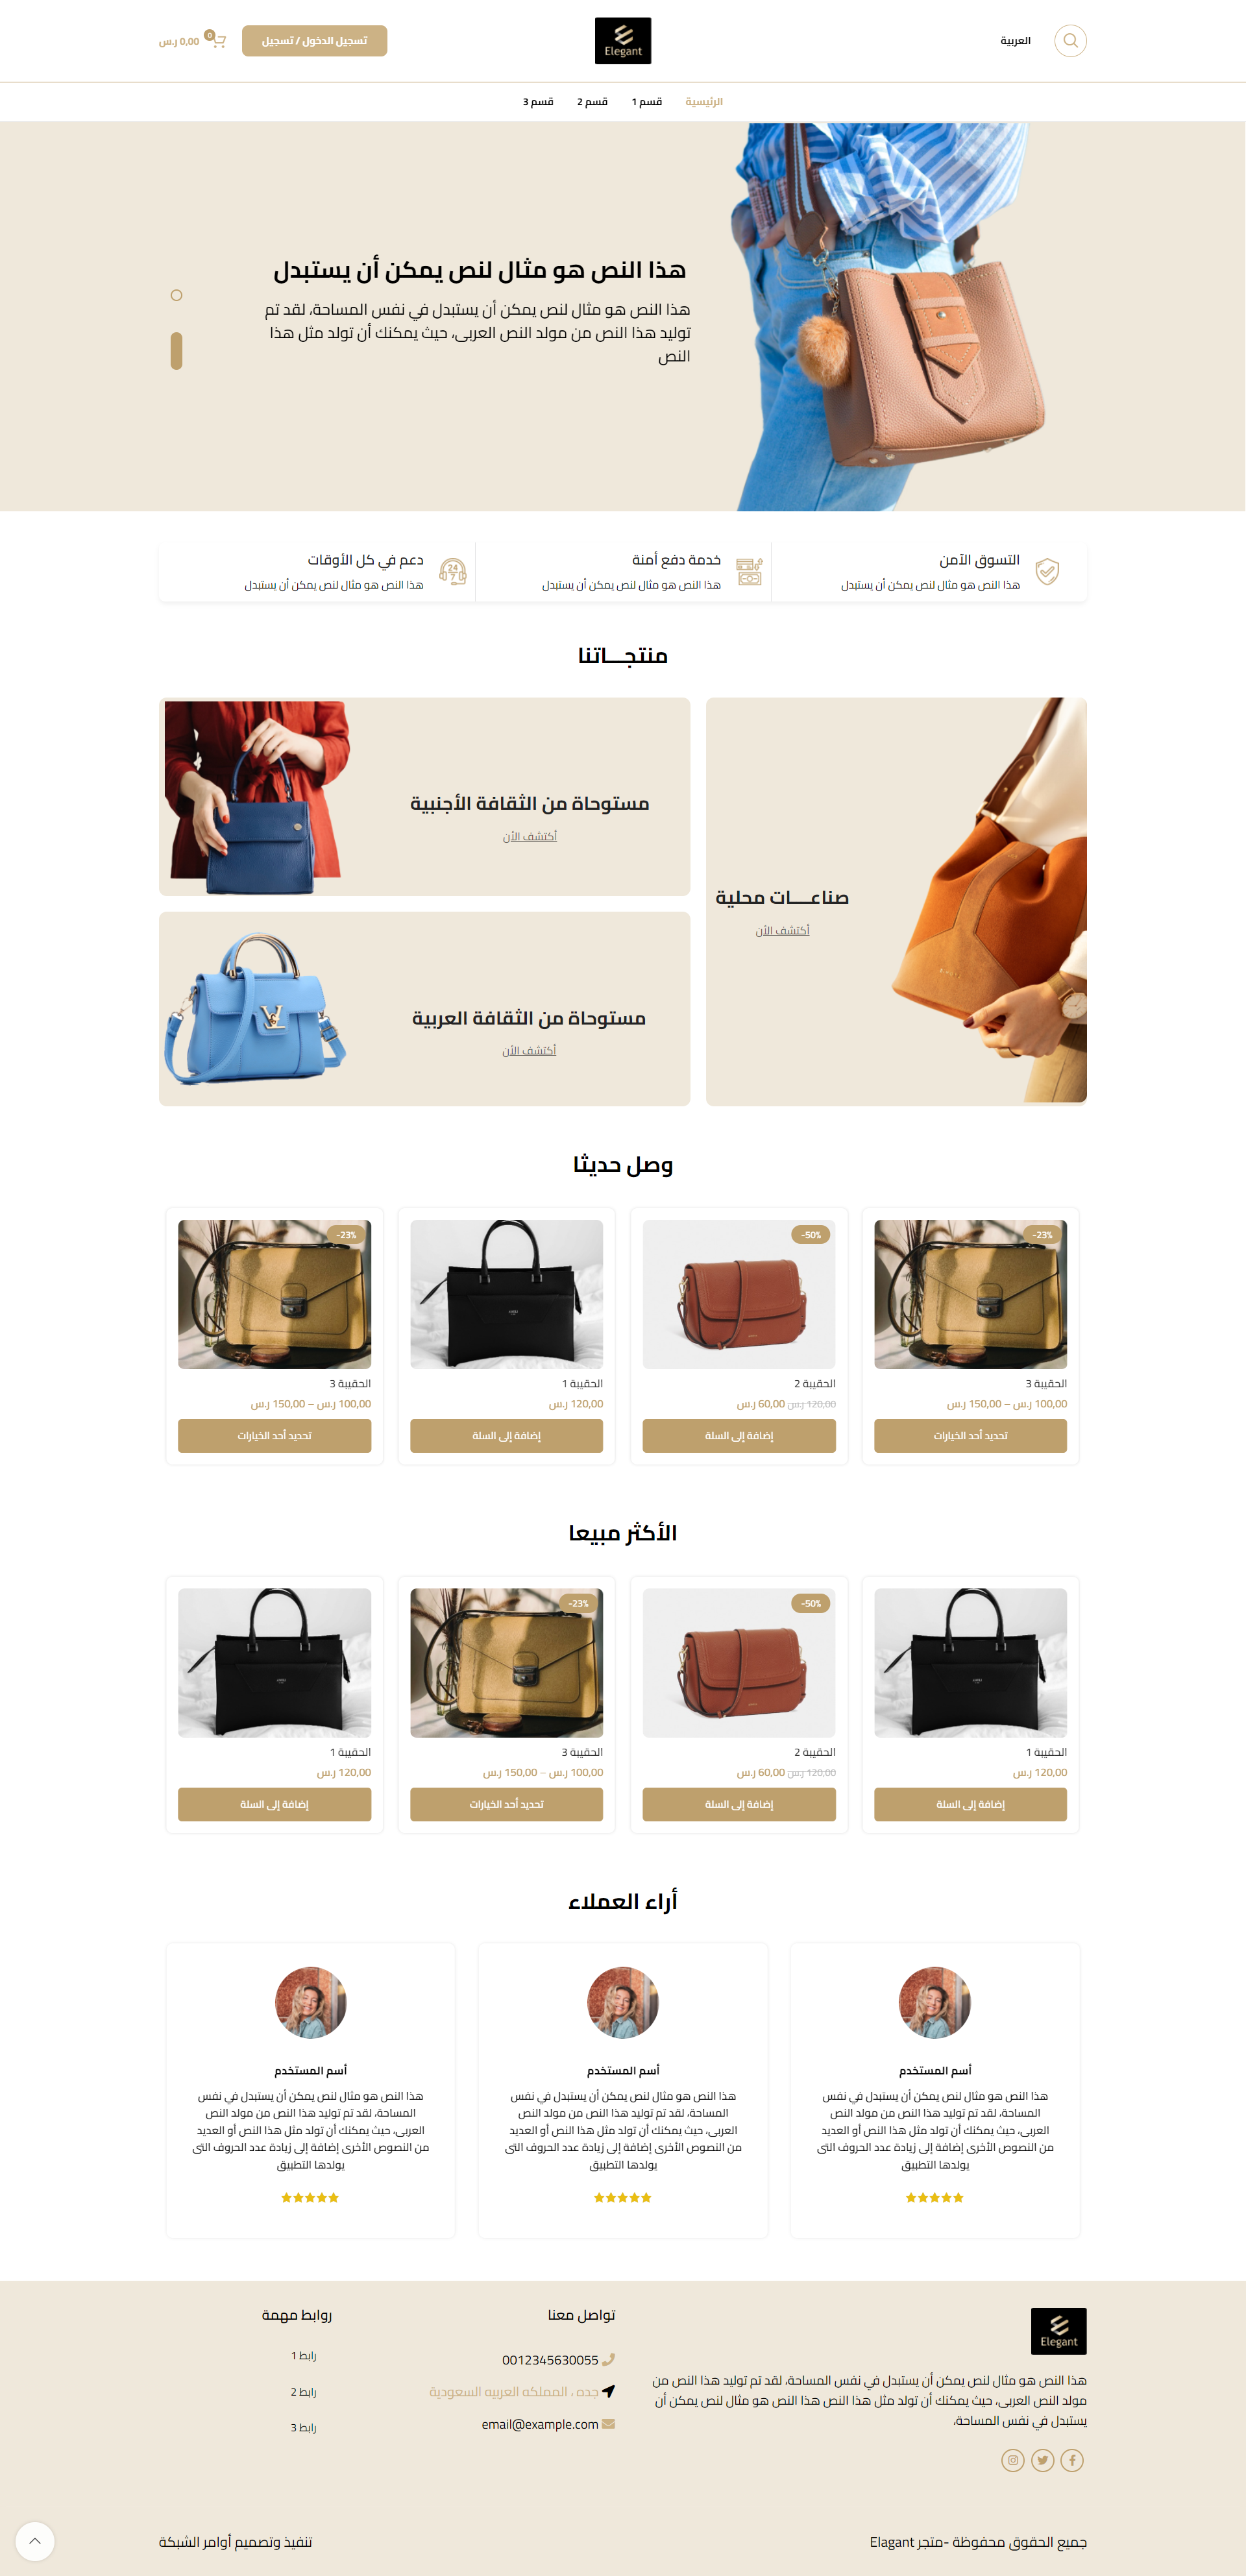 العربية
Elegant
تسجيل الدخول / تسجيل
0
0,00 ر.س
الرئيسية
قسم 1
قسم 2
قسم 3
هذا النص هو مثال لنص يمكن أن يستبدل
هذا النص هو مثال لنص يمكن أن يستبدل في نفس المساحة، لقد تم
توليد هذا النص من مولد النص العربى، حيث يمكنك أن تولد مثل هذا
النص
التسوق الآمن
هذا النص هو مثال لنص يمكن أن يستبدل
خدمة دفع أمنة
هذا النص هو مثال لنص يمكن أن يستبدل
24
7
دعم في كل الأوقات
هذا النص هو مثال لنص يمكن أن يستبدل
منتجـــاتنا
صناعـــات محلية
أكتشف الأن
مستوحاة من الثقافة الأجنبية
أكتشف الأن
مستوحاة من الثقافة العربية
أكتشف الأن
وصل حديثا
-23%
الحقيبة 3
100,00 ر.س – 150,00 ر.س
تحديد أحد الخيارات
-50%
الحقيبة 2
120,00 ر.س 60,00 ر.س
إضافة إلى السلة
الحقيبة 1
120,00 ر.س
إضافة إلى السلة
-23%
الحقيبة 3
100,00 ر.س – 150,00 ر.س
تحديد أحد الخيارات
الأكثر مبيعا
الحقيبة 1
120,00 ر.س
إضافة إلى السلة
-50%
الحقيبة 2
120,00 ر.س 60,00 ر.س
إضافة إلى السلة
-23%
الحقيبة 3
100,00 ر.س – 150,00 ر.س
تحديد أحد الخيارات
الحقيبة 1
120,00 ر.س
إضافة إلى السلة
أراء العملاء
أسم المستخدم
هذا النص هو مثال لنص يمكن أن يستبدل في نفس
المساحة، لقد تم توليد هذا النص من مولد النص
العربى، حيث يمكنك أن تولد مثل هذا النص أو العديد
من النصوص الأخرى إضافة إلى زيادة عدد الحروف التى
يولدها التطبيق
أسم المستخدم
هذا النص هو مثال لنص يمكن أن يستبدل في نفس
المساحة، لقد تم توليد هذا النص من مولد النص
العربى، حيث يمكنك أن تولد مثل هذا النص أو العديد
من النصوص الأخرى إضافة إلى زيادة عدد الحروف التى
يولدها التطبيق
أسم المستخدم
هذا النص هو مثال لنص يمكن أن يستبدل في نفس
المساحة، لقد تم توليد هذا النص من مولد النص
العربى، حيث يمكنك أن تولد مثل هذا النص أو العديد
من النصوص الأخرى إضافة إلى زيادة عدد الحروف التى
يولدها التطبيق
Elegant
هذا النص هو مثال لنص يمكن أن يستبدل في نفس المساحة، لقد تم توليد هذا النص من
مولد النص العربى، حيث يمكنك أن تولد مثل هذا النص هذا النص هو مثال لنص يمكن أن
يستبدل في نفس المساحة،
تواصل معنا
0012345630055
جده ، المملكه العربيه السعودية
email@example.com
روابط مهمة
رابط 1
رابط 2
رابط 3
جميع الحقوق محفوظة -متجر Elagant
تنفيذ وتصميم أوامر الشبكة